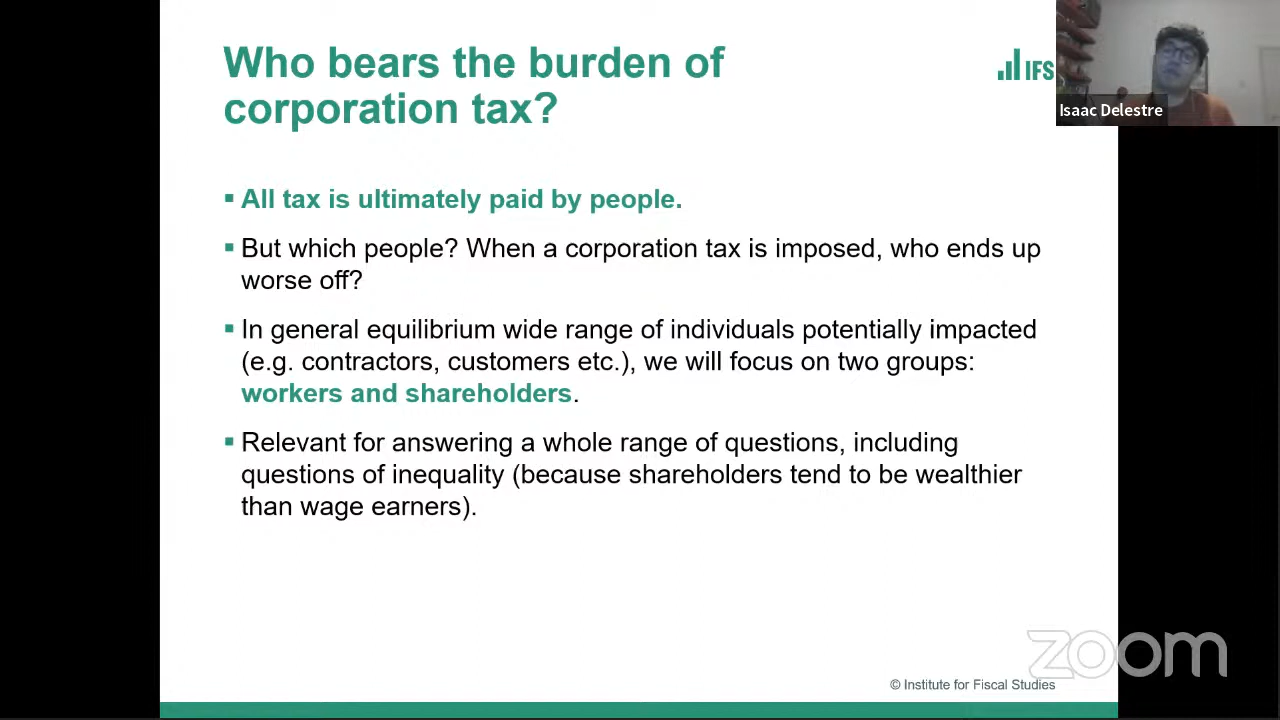 Who bears the burden of
corporation tax?
IFS
Isaac Delestre
▪ All tax is ultimately paid by people.
▪ But which people? When a corporation tax is imposed, who ends up
worse off?
▪ In general equilibrium wide range of individuals potentially impacted
(e.g. contractors, customers etc.), we will focus on two groups:
workers and shareholders.
▪ Relevant for answering a whole range of questions, including
questions of inequality (because shareholders tend to be wealthier
than wage earners).
zoom
© Institute for Fiscal Studies